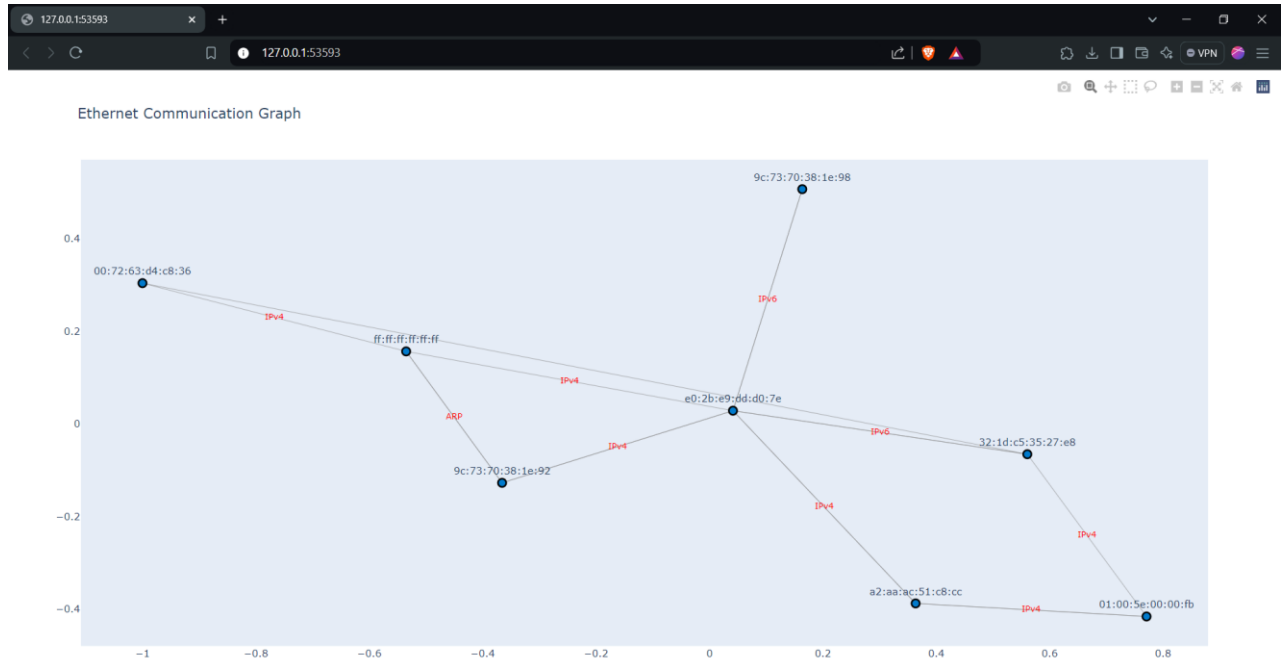 127.0.0.1:53593
127.0.0.1:53593
VPN
Ethernet Communication Graph
9c:73:70:38:1e:98
0.4
00:72:63:d4:c8:36
IPv6
IPv4
0.2
ff:ff:ff:ff:ff:ff
IPv4
e0:2b:e9:dd:d0:7e
ARP
0
IPv6
32:1d:c5:35:27:e8
IPv4
9c:73:70:38:1e:92
IPv4
−0.2
IPv4
a2:aa:ac:51:c8:cc
01:00:5e:00:00:fb
−0.4
IPv4
−1 −0.8 −0.6 −0.4 −0.2 0 0.2 0.4 0.6 0.8